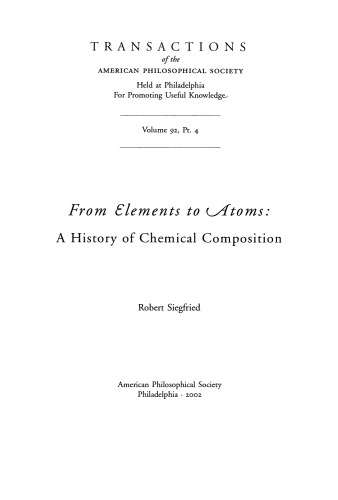 TRANSACTIONS
of the
AMERICAN PHILOSOPHICAL SOCIETY
Held at Philadelphia
For Promoting Useful Knowledge.
Volume 92, Pt. 4
From Elements to Atoms:
A History of Chemical Composition
Robert Siegfried
American Philosophical Society
Philadelphia · 2002